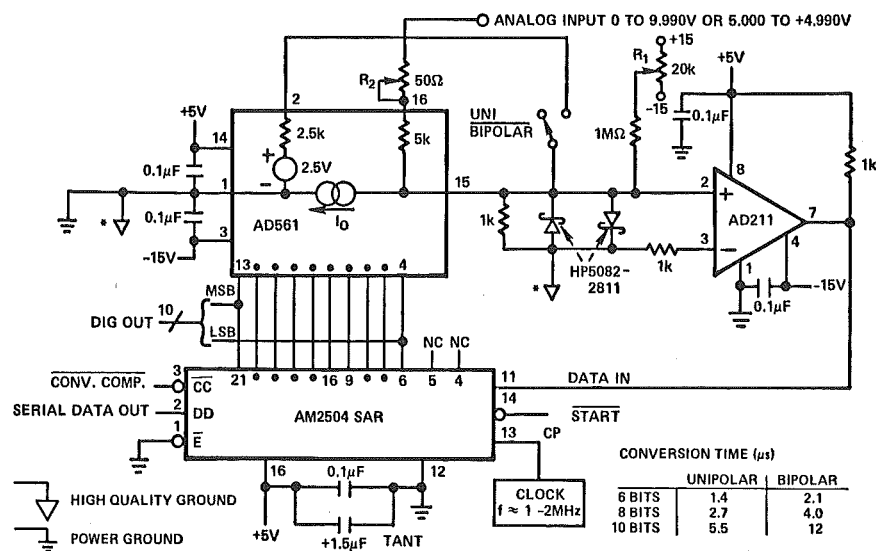 ANALOG INPUT 0 TO 9.990V OR 5.000 TO +4.990V
+15
R1
20k
-15
+5V
R2
50Ω
2
16
2.5k
5k
UNI
BIPOLAR
1MΩ
0.1µF
1k
+5V
14
0.1µF
+
2.5V
-
1
15
IO
AD561
*
0.1µF
3
-15V
13
4
1k
HP5082-
2811
*
1k
2
+
8
AD211
7
3
-
1
4
-15V
0.1µF
MSB
10
DIG OUT
LSB
NC NC
21 16 9 6 5 4
3
CONV. COMP.
CC
11
DATA IN
SERIAL DATA OUT
2
DD
AM2504 SAR
14
START
1
E
13
CP
16
12
0.1µF
+5V
+1.5µF
TANT
CLOCK
f ≈ 1 -2MHz
HIGH QUALITY GROUND
POWER GROUND
CONVERSION TIME (µs)
UNIPOLAR BIPOLAR
6 BITS 1.4 2.1
8 BITS 2.7 4.0
10 BITS 5.5 12